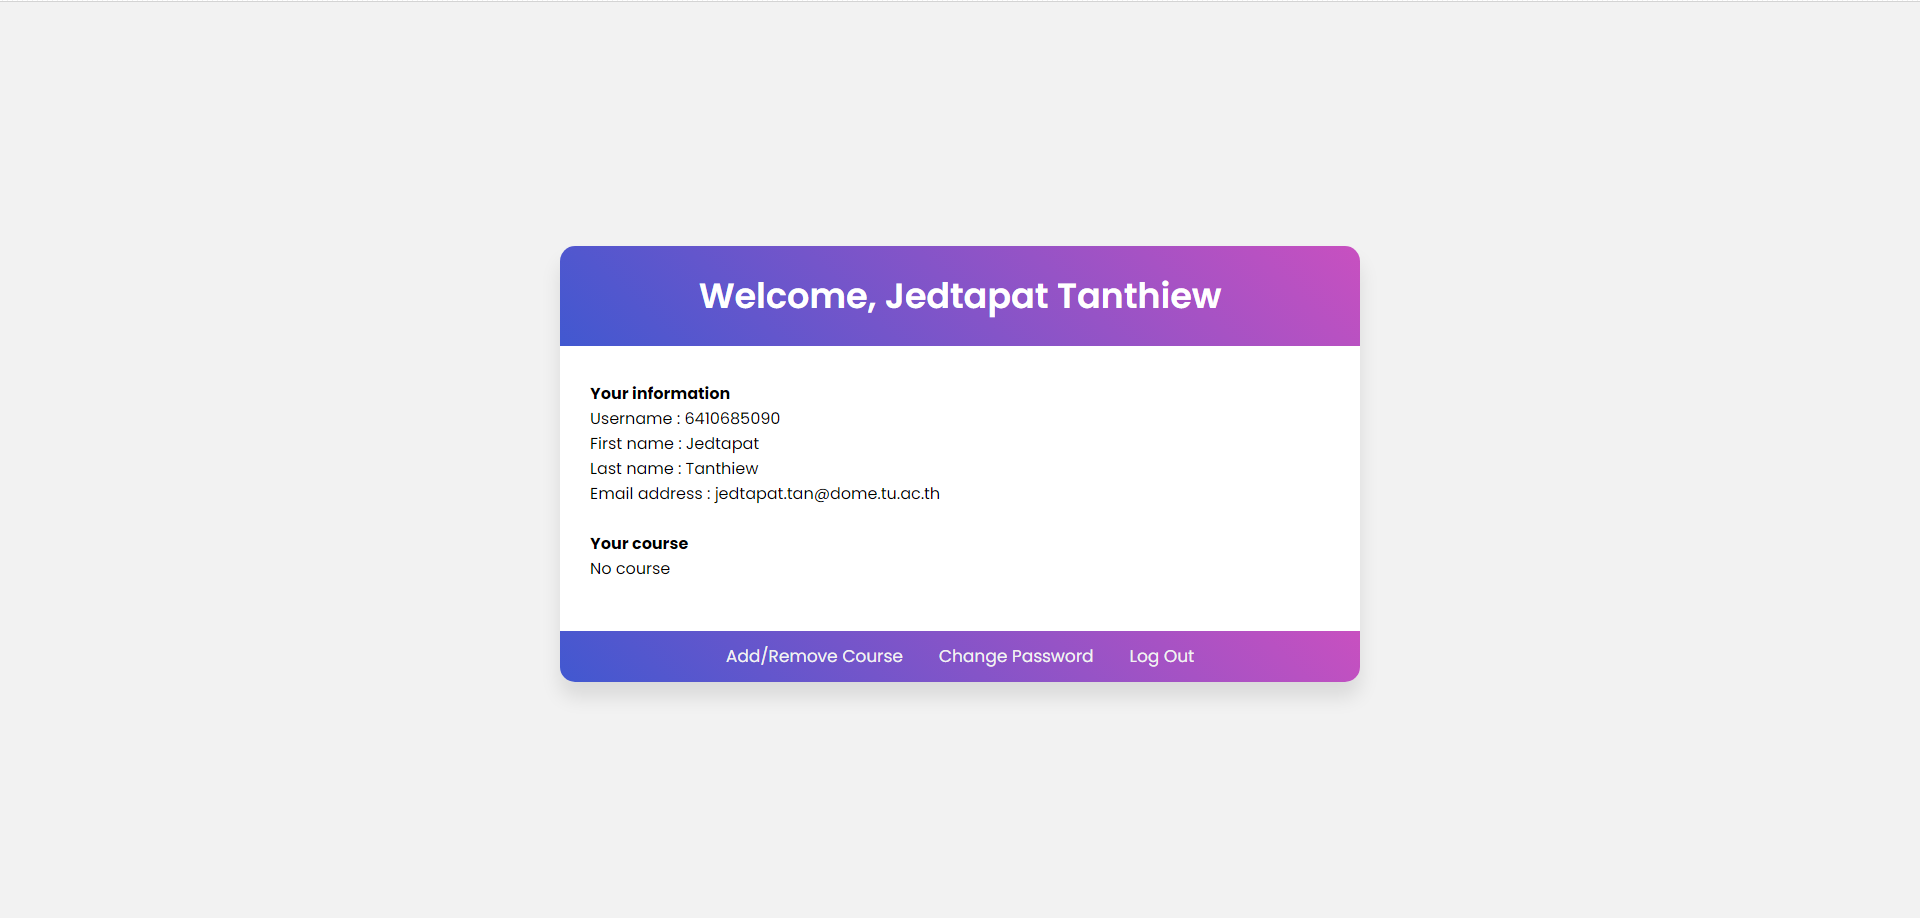 Welcome, Jedtapat Tanthiew
Your information
Username : 6410685090
First name : Jedtapat
Last name : Tanthiew
Email address : jedtapat.tan@dome.tu.ac.th
Your course
No course
Add/Remove Course Change Password Log Out